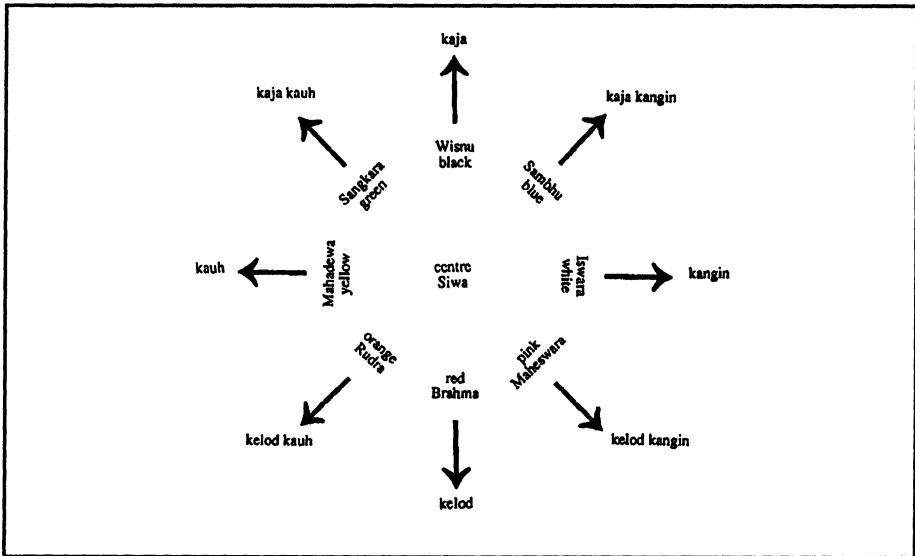 kaja
kaja kauh
kaja kangin
Wisnu
black
Sangkara
green
Sambhu
blue
kauh
Mahadewa
yellow
centre
Siwa
Iswara
white
kangin
orange
Rudra
pink
Maheswara
red
Brahma
kelod kauh
kelod kangin
kelod